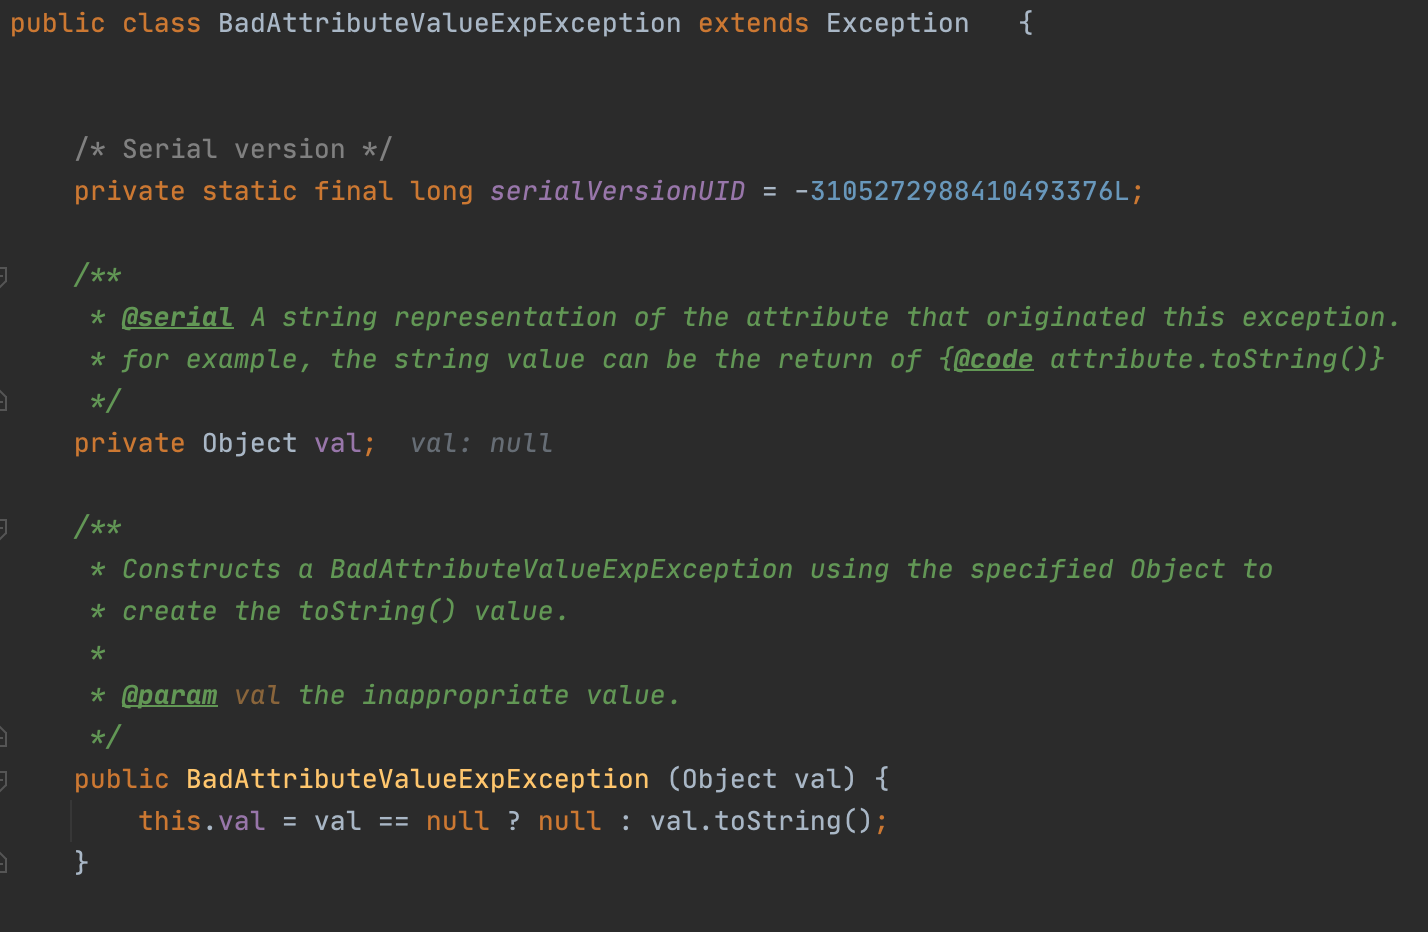 public class BadAttributeValueExpException extends Exception   {
/* Serial version */
private static final long serialVersionUID = -3105272988410493376L;
/**
* @serial A string representation of the attribute that originated this exception.
* for example, the string value can be the return of {@code attribute.toString()}
*/
private Object val;  val: null
/**
* Constructs a BadAttributeValueExpException using the specified Object to
* create the toString() value.
*
* @param val the inappropriate value.
*/
public BadAttributeValueExpException (Object val) {
this.val = val == null ? null : val.toString();
}